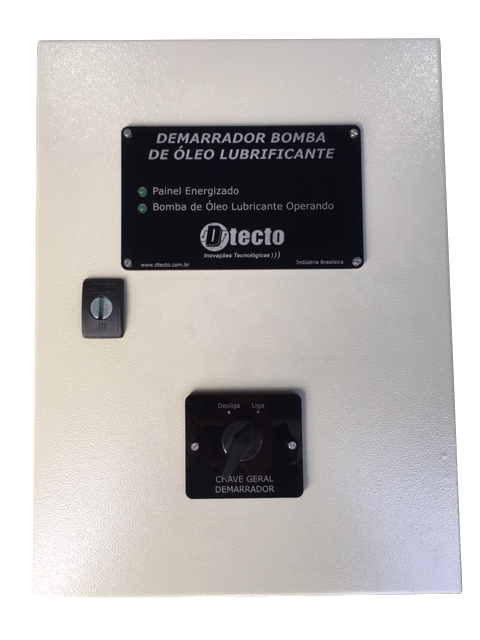 DEMARRADOR BOMBA
DE ÓLEO LUBRIFICANTE
Painel Energizado
Bomba de Óleo Lubricante Operando
Dtecto
Inovações Tecnológicas )))
www.dtecto.com.br Indústria Brasileira
Desliga Liga
CHAVE GERAL
DEMARRADOR